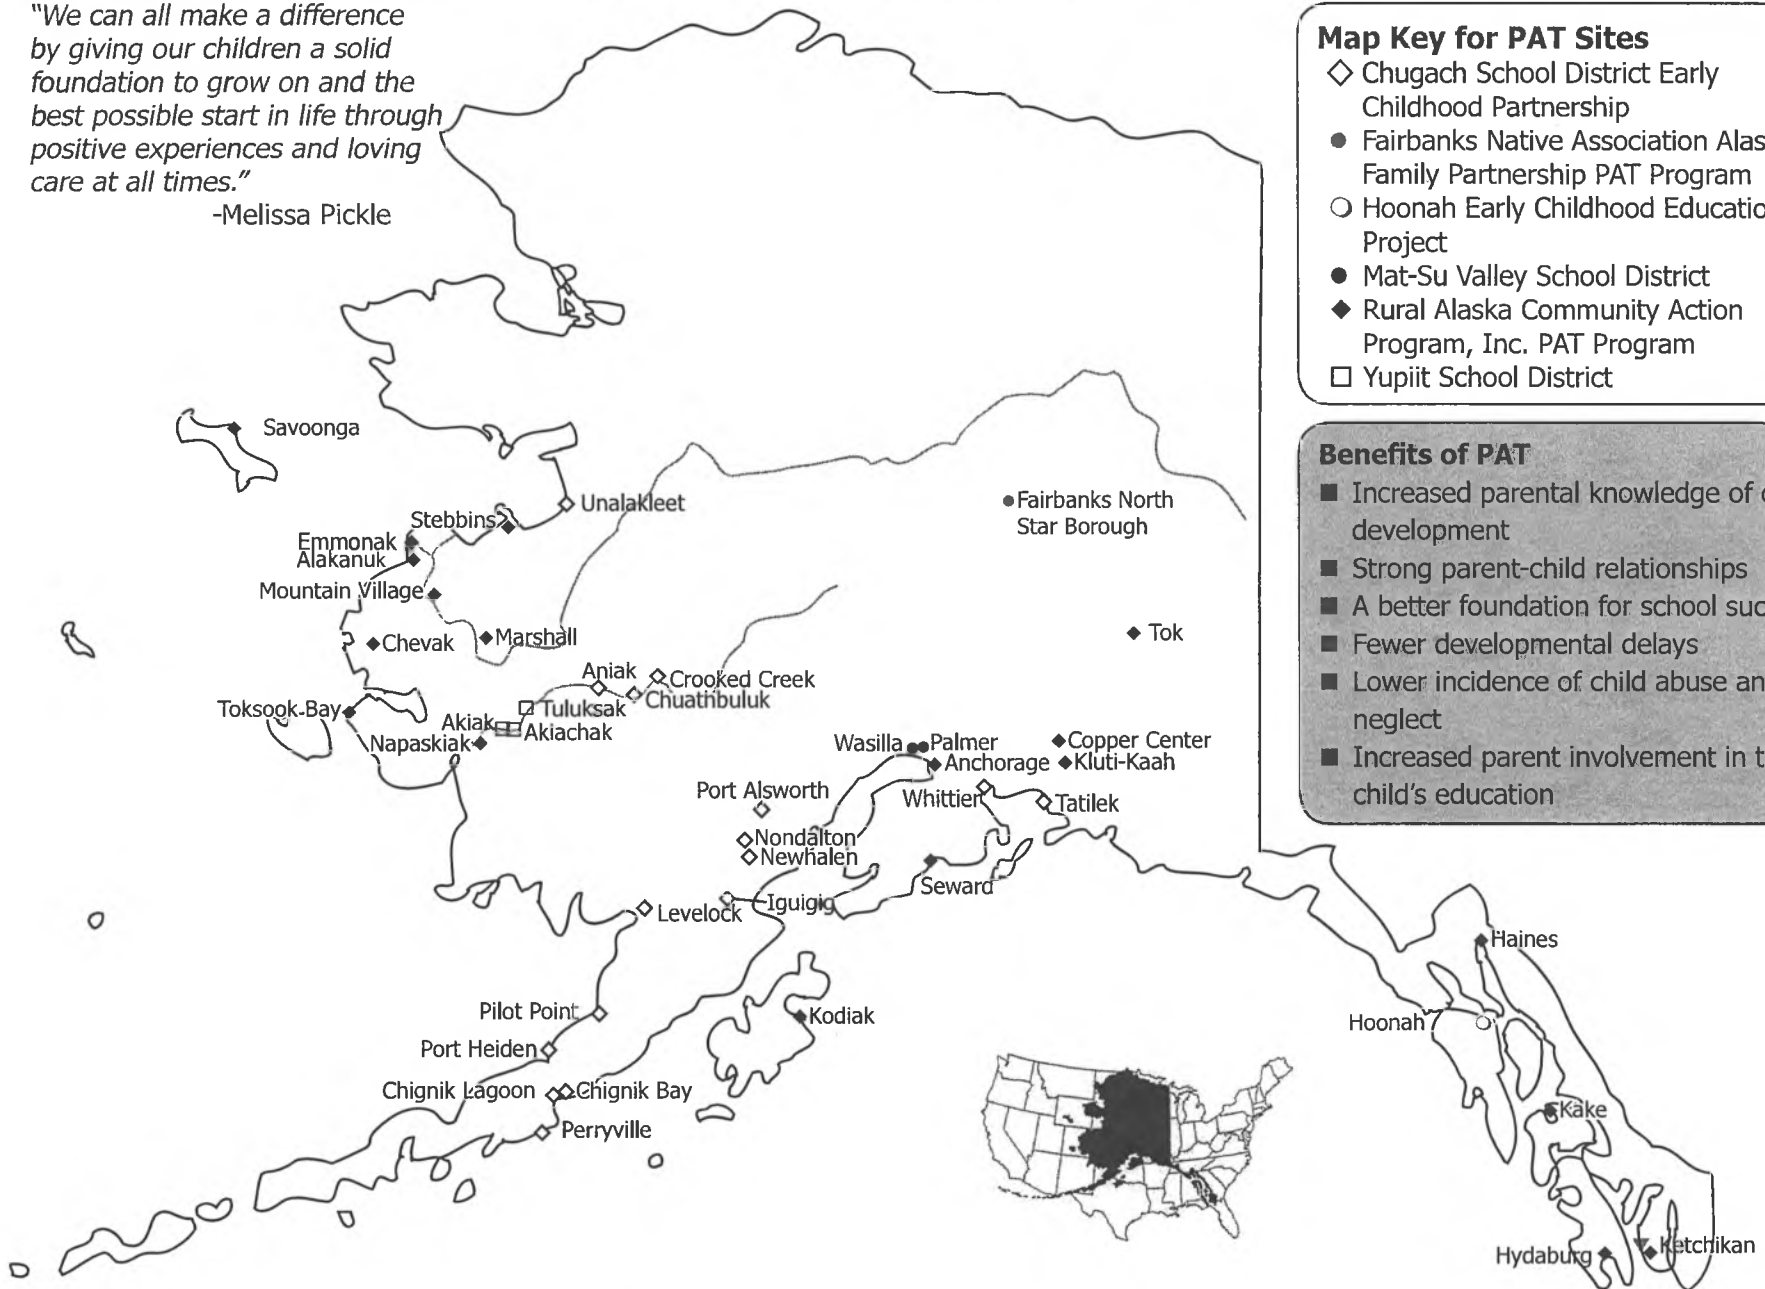 "We can all make a difference
by giving our children a solid
foundation to grow on and the
best possible start in life through
positive experiences and loving
care at all times."
-Melissa Pickle
Map Key for PAT Sites
Chugach School District Early
Childhood Partnership
Fairbanks Native Association Alas
Family Partnership PAT Program
Hoonah Early Childhood Educatio
Project
Mat-Su Valley School District
Rural Alaska Community Action
Program, Inc. PAT Program
Yupiit School District
Benefits of PAT
Increased parental knowledge of
development
Strong parent-child relationships
A better foundation for school suc
Fewer developmental delays
Lower incidence of child abuse an
neglect
Increased parent involvement in t
child's education
Savoonga
Unalakleet
Stebbins
Emmonak
Alakanuk
Mountain Village
Chevak
Marshall
Fairbanks North
Star Borough
Tok
Aniak
Crooked Creek
Chuathbuluk
Toksook Bay
Tuluksak
Akiak
Akiachak
Napaskiak
Wasilla
Palmer
Copper Center
Anchorage
Kluti-Kaah
Port Alsworth
Whittier
Tatilek
Nondalton
Newhalen
Seward
Levelock
Iguigig
Haines
Pilot Point
Kodiak
Hoonah
Port Heiden
Chignik Lagoon
Chignik Bay
Perryville
Kake
Hydaburg
Ketchikan